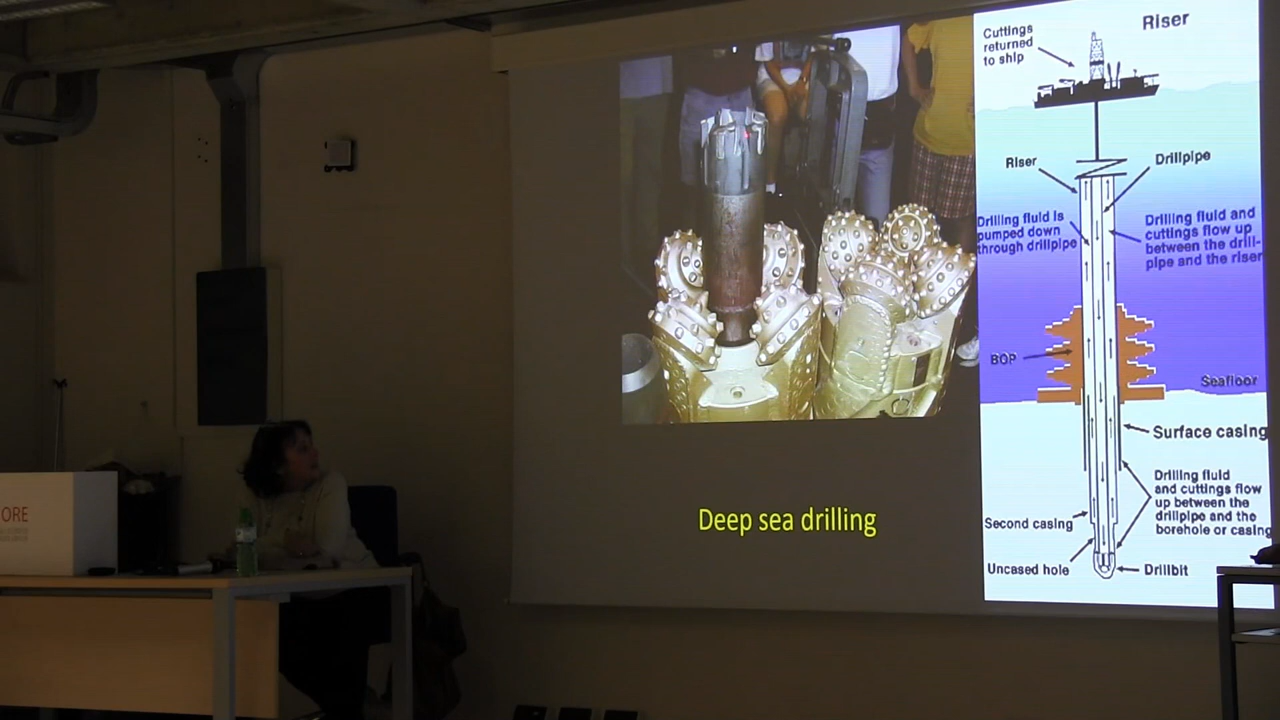 Riser
Cuttings
returned
to ship
Riser
Drillpipe
Drilling fluid is
pumped down
through drillpipe
Drilling fluid and
cuttings flow up
between the drill-
pipe and the riser
BOP
Seafloor
Surface casing
Drilling fluid
and cuttings flow
up between the
drillpipe and the
borehole or casing
Second casing
Uncased hole
Drillbit
Deep sea drilling
ORE